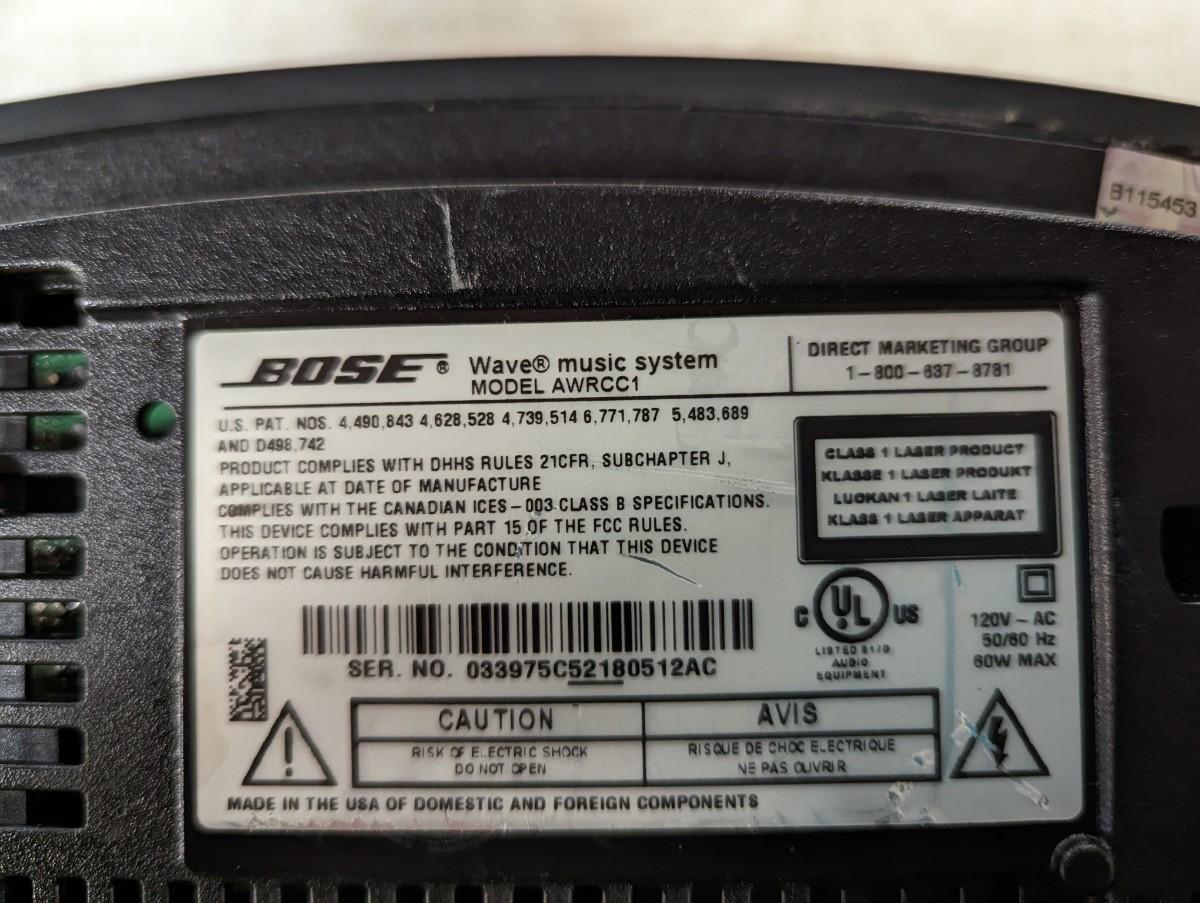 B115453
BOSE® Wave® music system
MODEL AWRCC1
DIRECT MARKETING GROUP
1-800-637-8781
U.S. PAT. NOS. 4,490,843 4,628,528 4,739,514 6,771,787 5,483,689
AND D498,742
PRODUCT COMPLIES WITH DHHS RULES 21CFR, SUBCHAPTER J,
APPLICABLE AT DATE OF MANUFACTURE
COMPLIES WITH THE CANADIAN ICES-003 CLASS B SPECIFICATIONS.
THIS DEVICE COMPLIES WITH PART 15 OF THE FCC RULES.
OPERATION IS SUBJECT TO THE CONDITION THAT THIS DEVICE
DOES NOT CAUSE HARMFUL INTERFERENCE.
CLASS 1 LASER PRODUCT
KLASSE 1 LASER PRODUKT
LUOKAN 1 LASER LAITE
KLASS 1 LASER APPARAT
C UL US
LISTED
AUDIO
EQUIPMENT
120V ~ AC
50/60 Hz
60W MAX
SER. NO. 033975C52180512AC
CAUTION
RISK OF ELECTRIC SHOCK
DO NOT OPEN
AVIS
RISQUE DE CHOC ELECTRIQUE
NE PAS OUVRIR
MADE IN THE USA OF DOMESTIC AND FOREIGN COMPONENTS